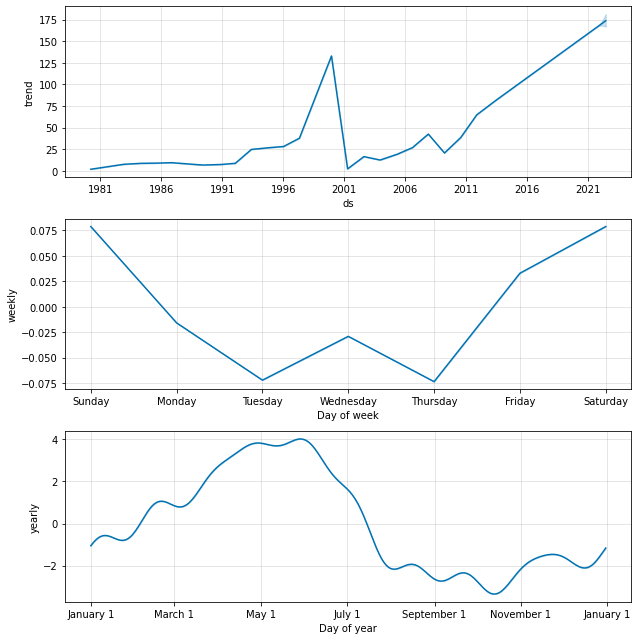 175
150
125
100
75
50
25
0
trend
1981 1986 1991 1996 2001 2006 2011 2016 2021
ds
0.075
0.050
0.025
0.000
−0.025
−0.050
−0.075
weekly
Sunday Monday Tuesday Wednesday Thursday Friday Saturday
Day of week
4
2
0
−2
yearly
January 1 March 1 May 1 July 1 September 1 November 1 January 1
Day of year